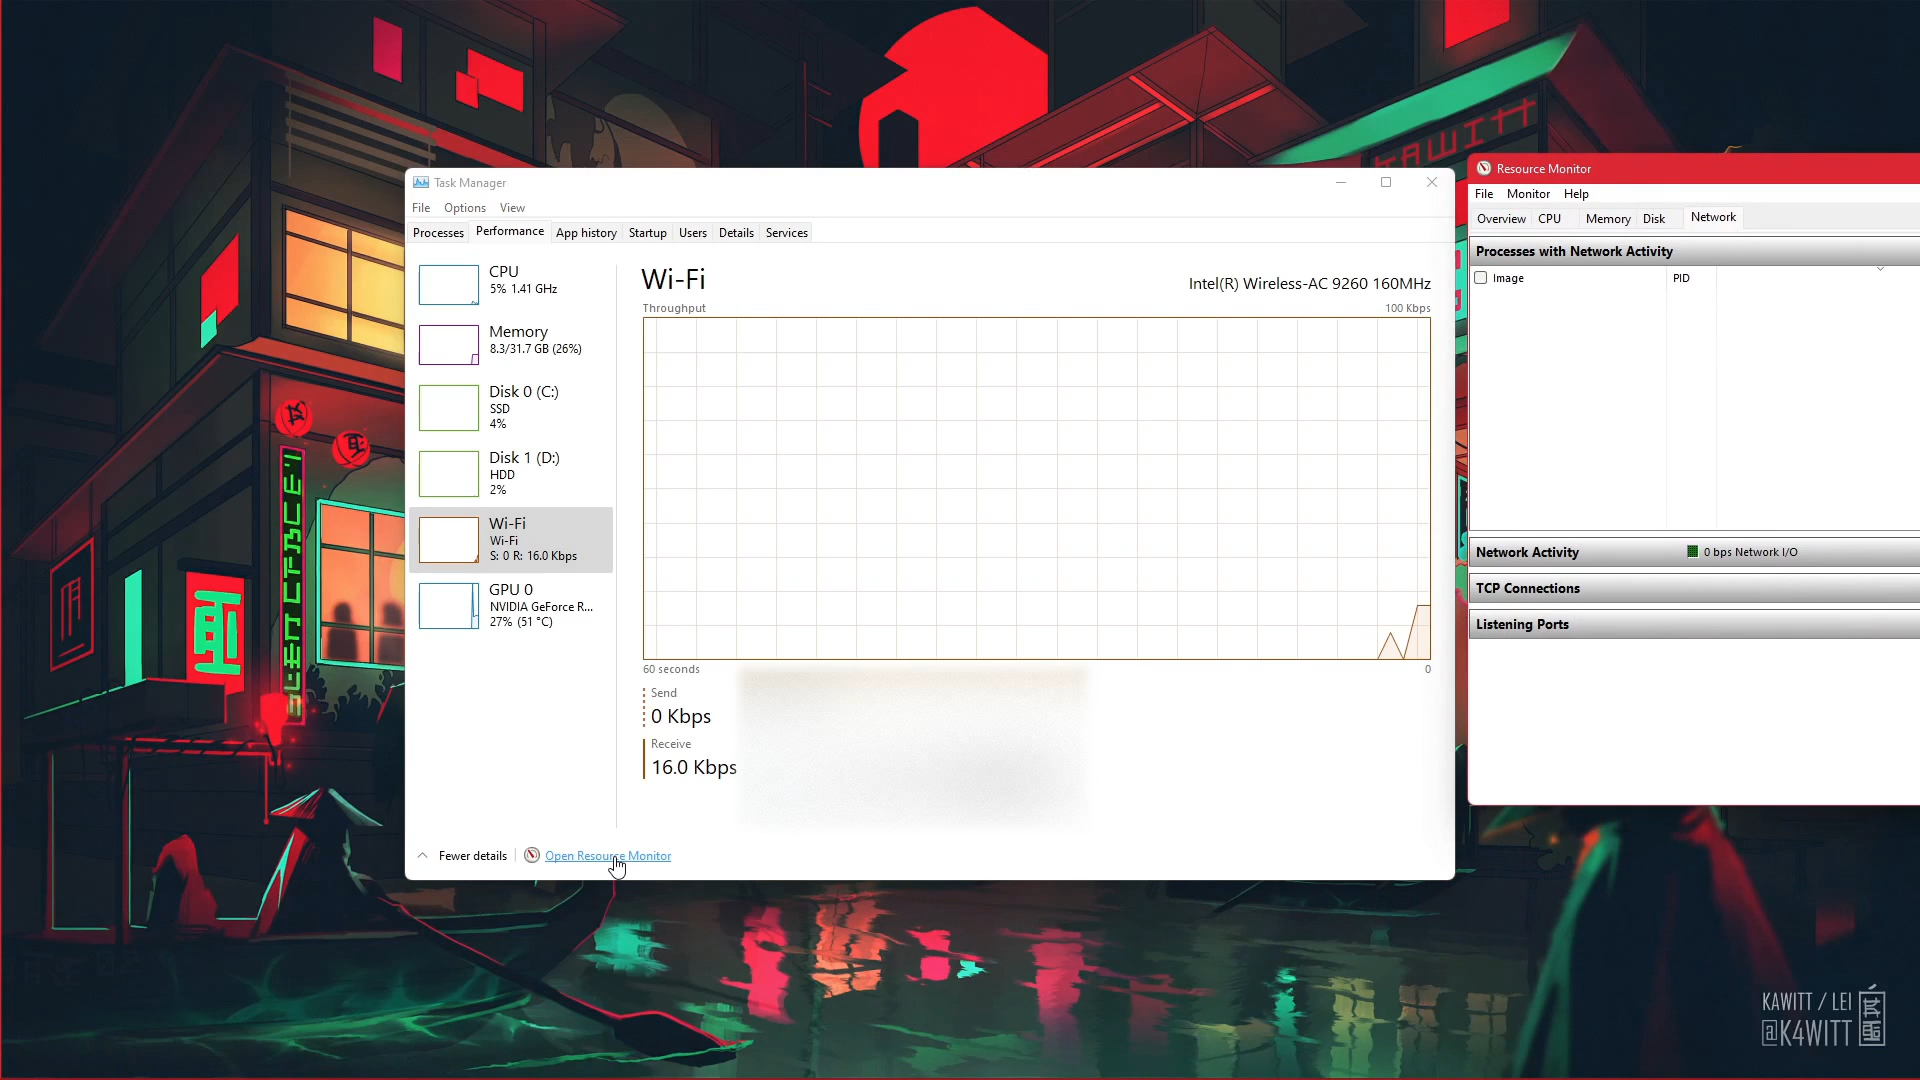 KAWITT
Task Manager
File Options View
Processes Performance App history Startup Users Details Services
CPU
5% 1.41 GHz
Memory
8.3/31.7 GB (26%)
Disk 0 (C:)
SSD
4%
Disk 1 (D:)
HDD
2%
Wi-Fi
Wi-Fi
S: 0 R: 16.0 Kbps
GPU 0
NVIDIA GeForce R...
27% (51 °C)
Wi-Fi
Intel(R) Wireless-AC 9260 160MHz
Throughput
100 Kbps
60 seconds
0
Send
0 Kbps
Receive
16.0 Kbps
Fewer details
Open Resource Monitor
Resource Monitor
File Monitor Help
Overview CPU Memory Disk Network
Processes with Network Activity
Image PID
Network Activity 0 bps Network I/O
TCP Connections
Listening Ports
KAWITT / LEI
@K4WITT